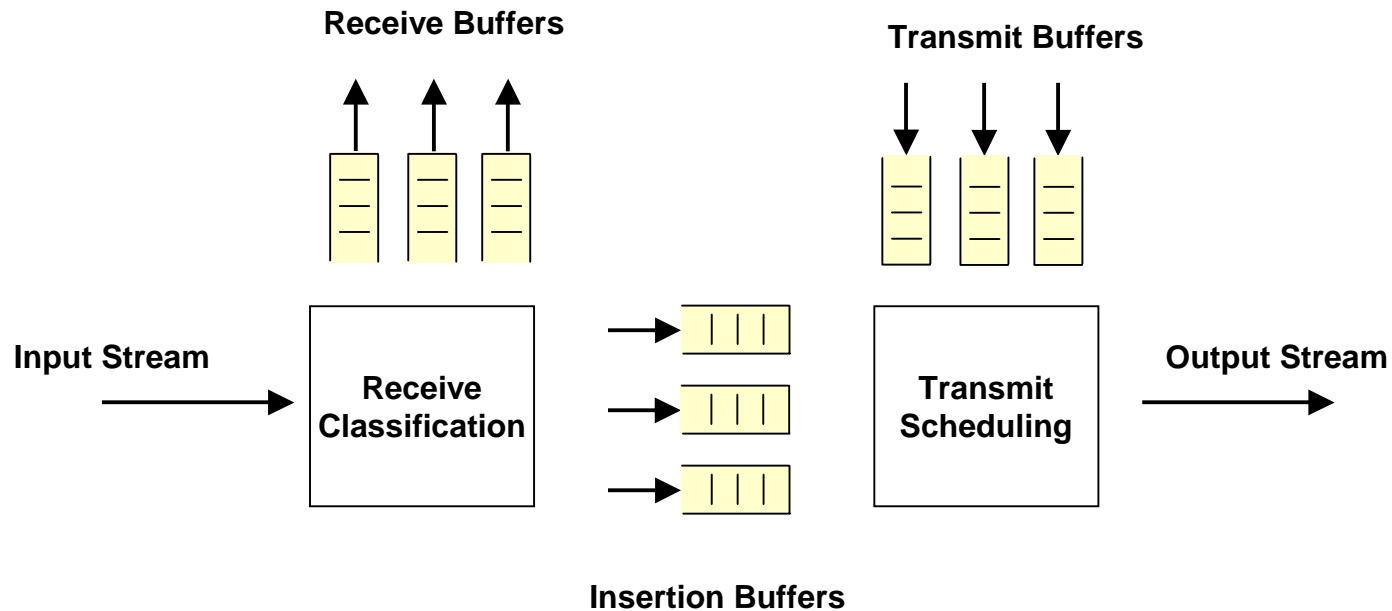 Receive Buffers
Transmit Buffers
Input Stream
Receive
Classification
Transmit
Scheduling
Output Stream
Insertion Buffers